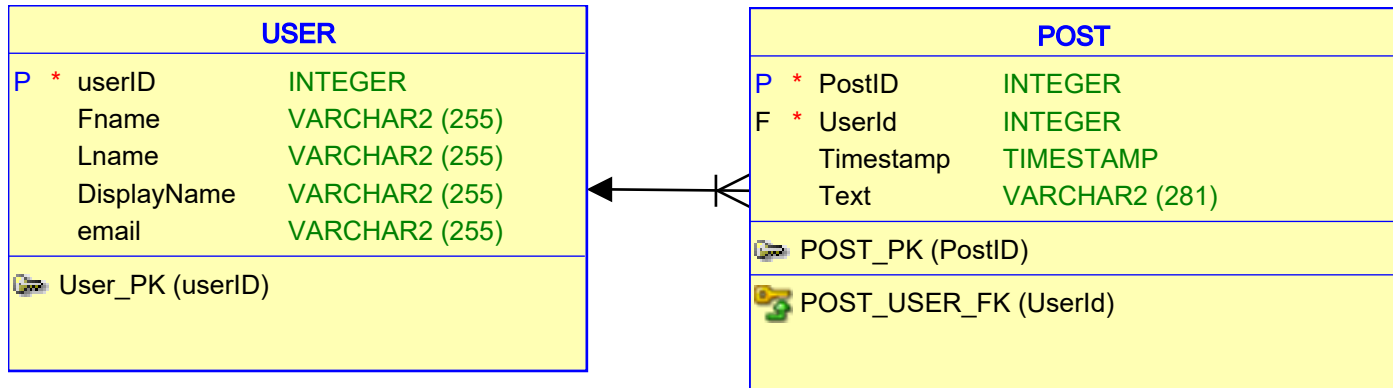 USER
P * userID INTEGER
Fname VARCHAR2 (255)
Lname VARCHAR2 (255)
DisplayName VARCHAR2 (255)
email VARCHAR2 (255)
User_PK (userID)
POST
P * PostID INTEGER
F * UserId INTEGER
Timestamp TIMESTAMP
Text VARCHAR2 (281)
POST_PK (PostID)
POST_USER_FK (UserId)